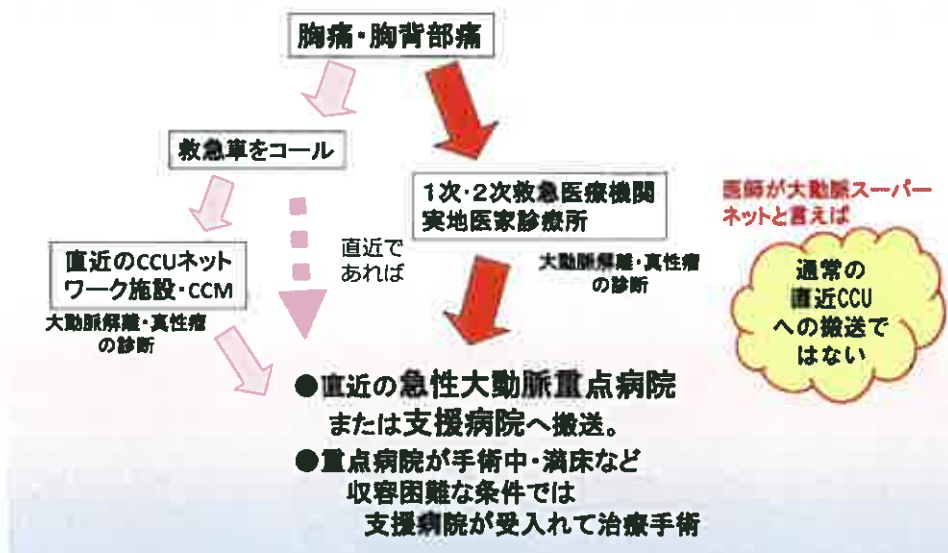 胸痛・胸背部痛
救急車をコール
1次・2次救急医療機関
実地医家診療所
医師が大動脈スーパー
ネットと言えば
直近で
あれば
直近のCCUネット
ワーク施設・CCM
大動脈解離・真性瘤
の診断
大動脈解離・真性瘤
の診断
通常の
直近CCU
への搬送で
はない
●直近の急性大動脈重点病院
または支援病院へ搬送。
●重点病院が手術中・満床など
収容困難な条件では
支援病院が受入れて治療手術